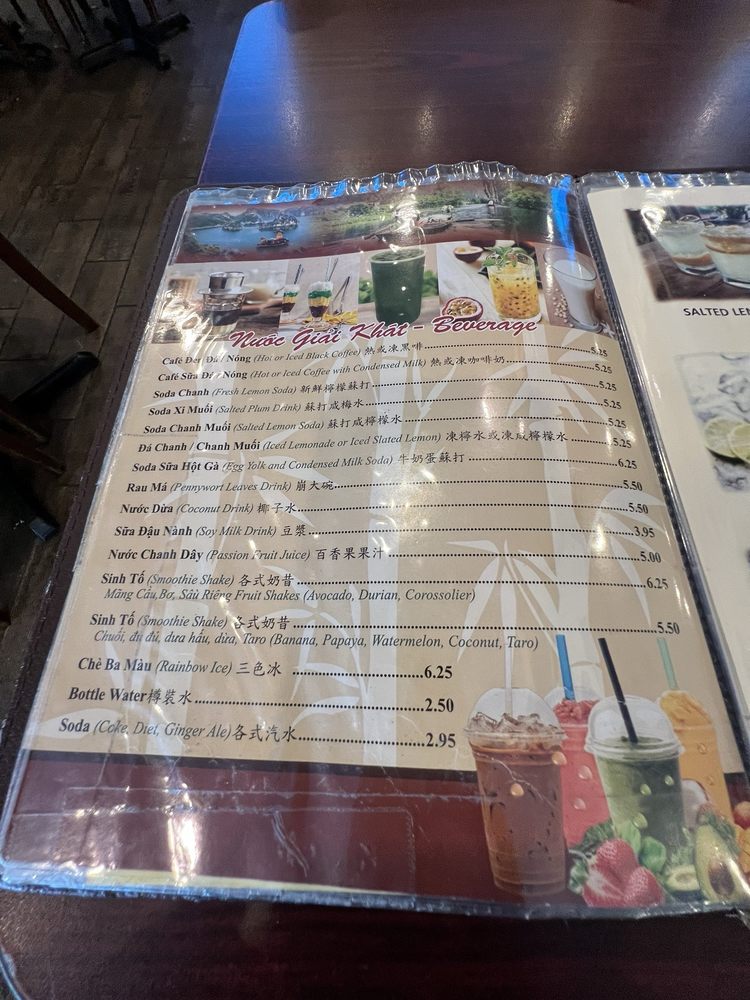 Nước Giải Khát - Beverage
Café Đen Đá / Nóng (Hot or Iced Black Coffee) 熱或凍黑啡 5.25
Café Sữa Đá / Nóng (Hot or Iced Coffee with Condensed Milk) 熱或凍咖啡奶 5.25
Soda Chanh (Fresh Lemon Soda) 新鮮檸檬蘇打 5.25
Soda Xí Muối (Salted Plum Drink) 蘇打咸梅水 5.25
Soda Chanh Muối (Salted Lemon Soda) 蘇打咸檸檬水 5.25
Đá Chanh / Chanh Muối (Iced Lemonade or Iced Slated Lemon) 凍檸水或凍咸檸檬水 5.25
Soda Sữa Hột Gà (Egg Yolk and Condensed Milk Soda) 牛奶蛋蘇打 6.25
Rau Má (Pennywort Leaves Drink) 崩大碗 5.50
Nước Dừa (Coconut Drink) 椰子水 5.50
Sữa Đậu Nành (Soy Milk Drink) 豆漿 3.95
Nước Chanh Dây (Passion Fruit Juice) 百香果果汁 5.00
Sinh Tố (Smoothie Shake) 各式奶昔 6.25
Mãng Cầu, Bơ, Sầu Riêng Fruit Shakes (Avocado, Durian, Corossolier)
Sinh Tố (Smoothie Shake) 各式奶昔 5.50
Chuối, đu đủ, dưa hấu, dừa, Taro (Banana, Papaya, Watermelon, Coconut, Taro)
Chè Ba Màu (Rainbow Ice) 三色冰 6.25
Bottle Water樽裝水 2.50
Soda (Coke, Diet, Ginger Ale)各式汽水 2.95
SALTED